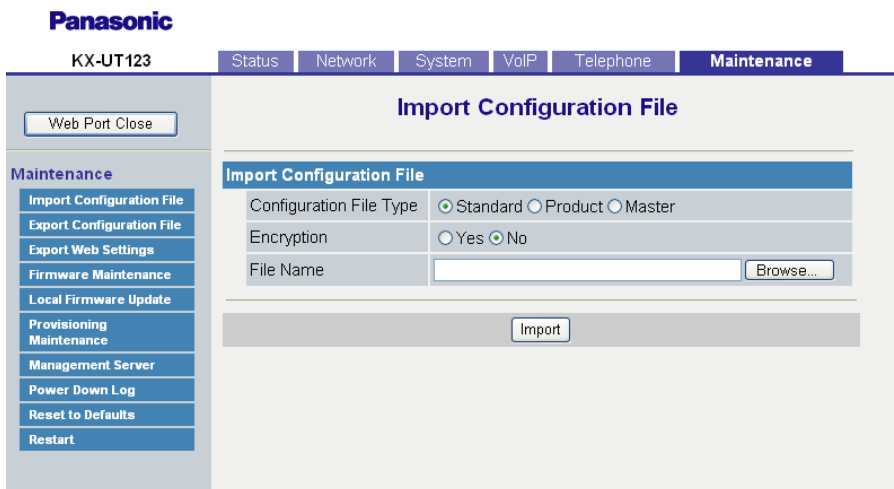 Panasonic
KX-UT123
Status Network System VoIP Telephone Maintenance
Web Port Close
Import Configuration File
Maintenance
Import Configuration File
Export Configuration File
Export Web Settings
Firmware Maintenance
Local Firmware Update
Provisioning
Maintenance
Management Server
Power Down Log
Reset to Defaults
Restart
Import Configuration File
Configuration File Type Standard Product Master
Encryption Yes No
File Name Browse...
Import